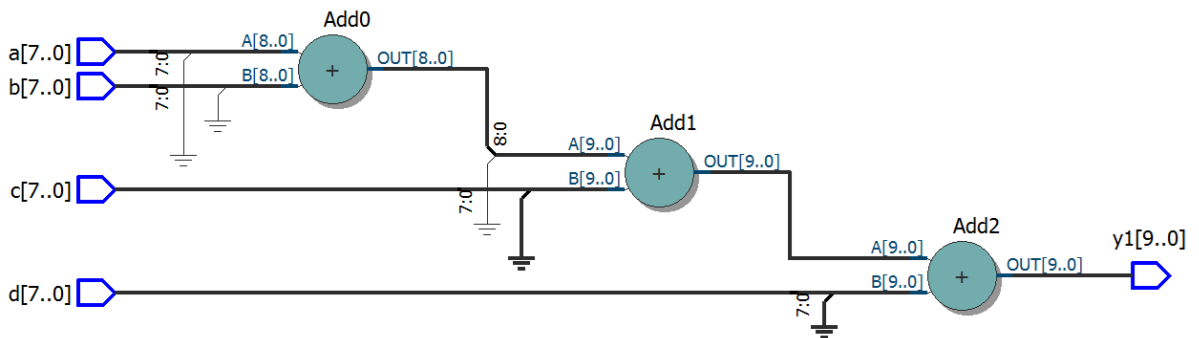 Add0
a[7..0]
7:0
A[8..0]
OUT[8..0]
b[7..0]
7:0
B[8..0]
+
8:0
Add1
A[9..0]
OUT[9..0]
c[7..0]
7:0
B[9..0]
+
Add2
A[9..0]
OUT[9..0]
y1[9..0]
d[7..0]
7:0
B[9..0]
+